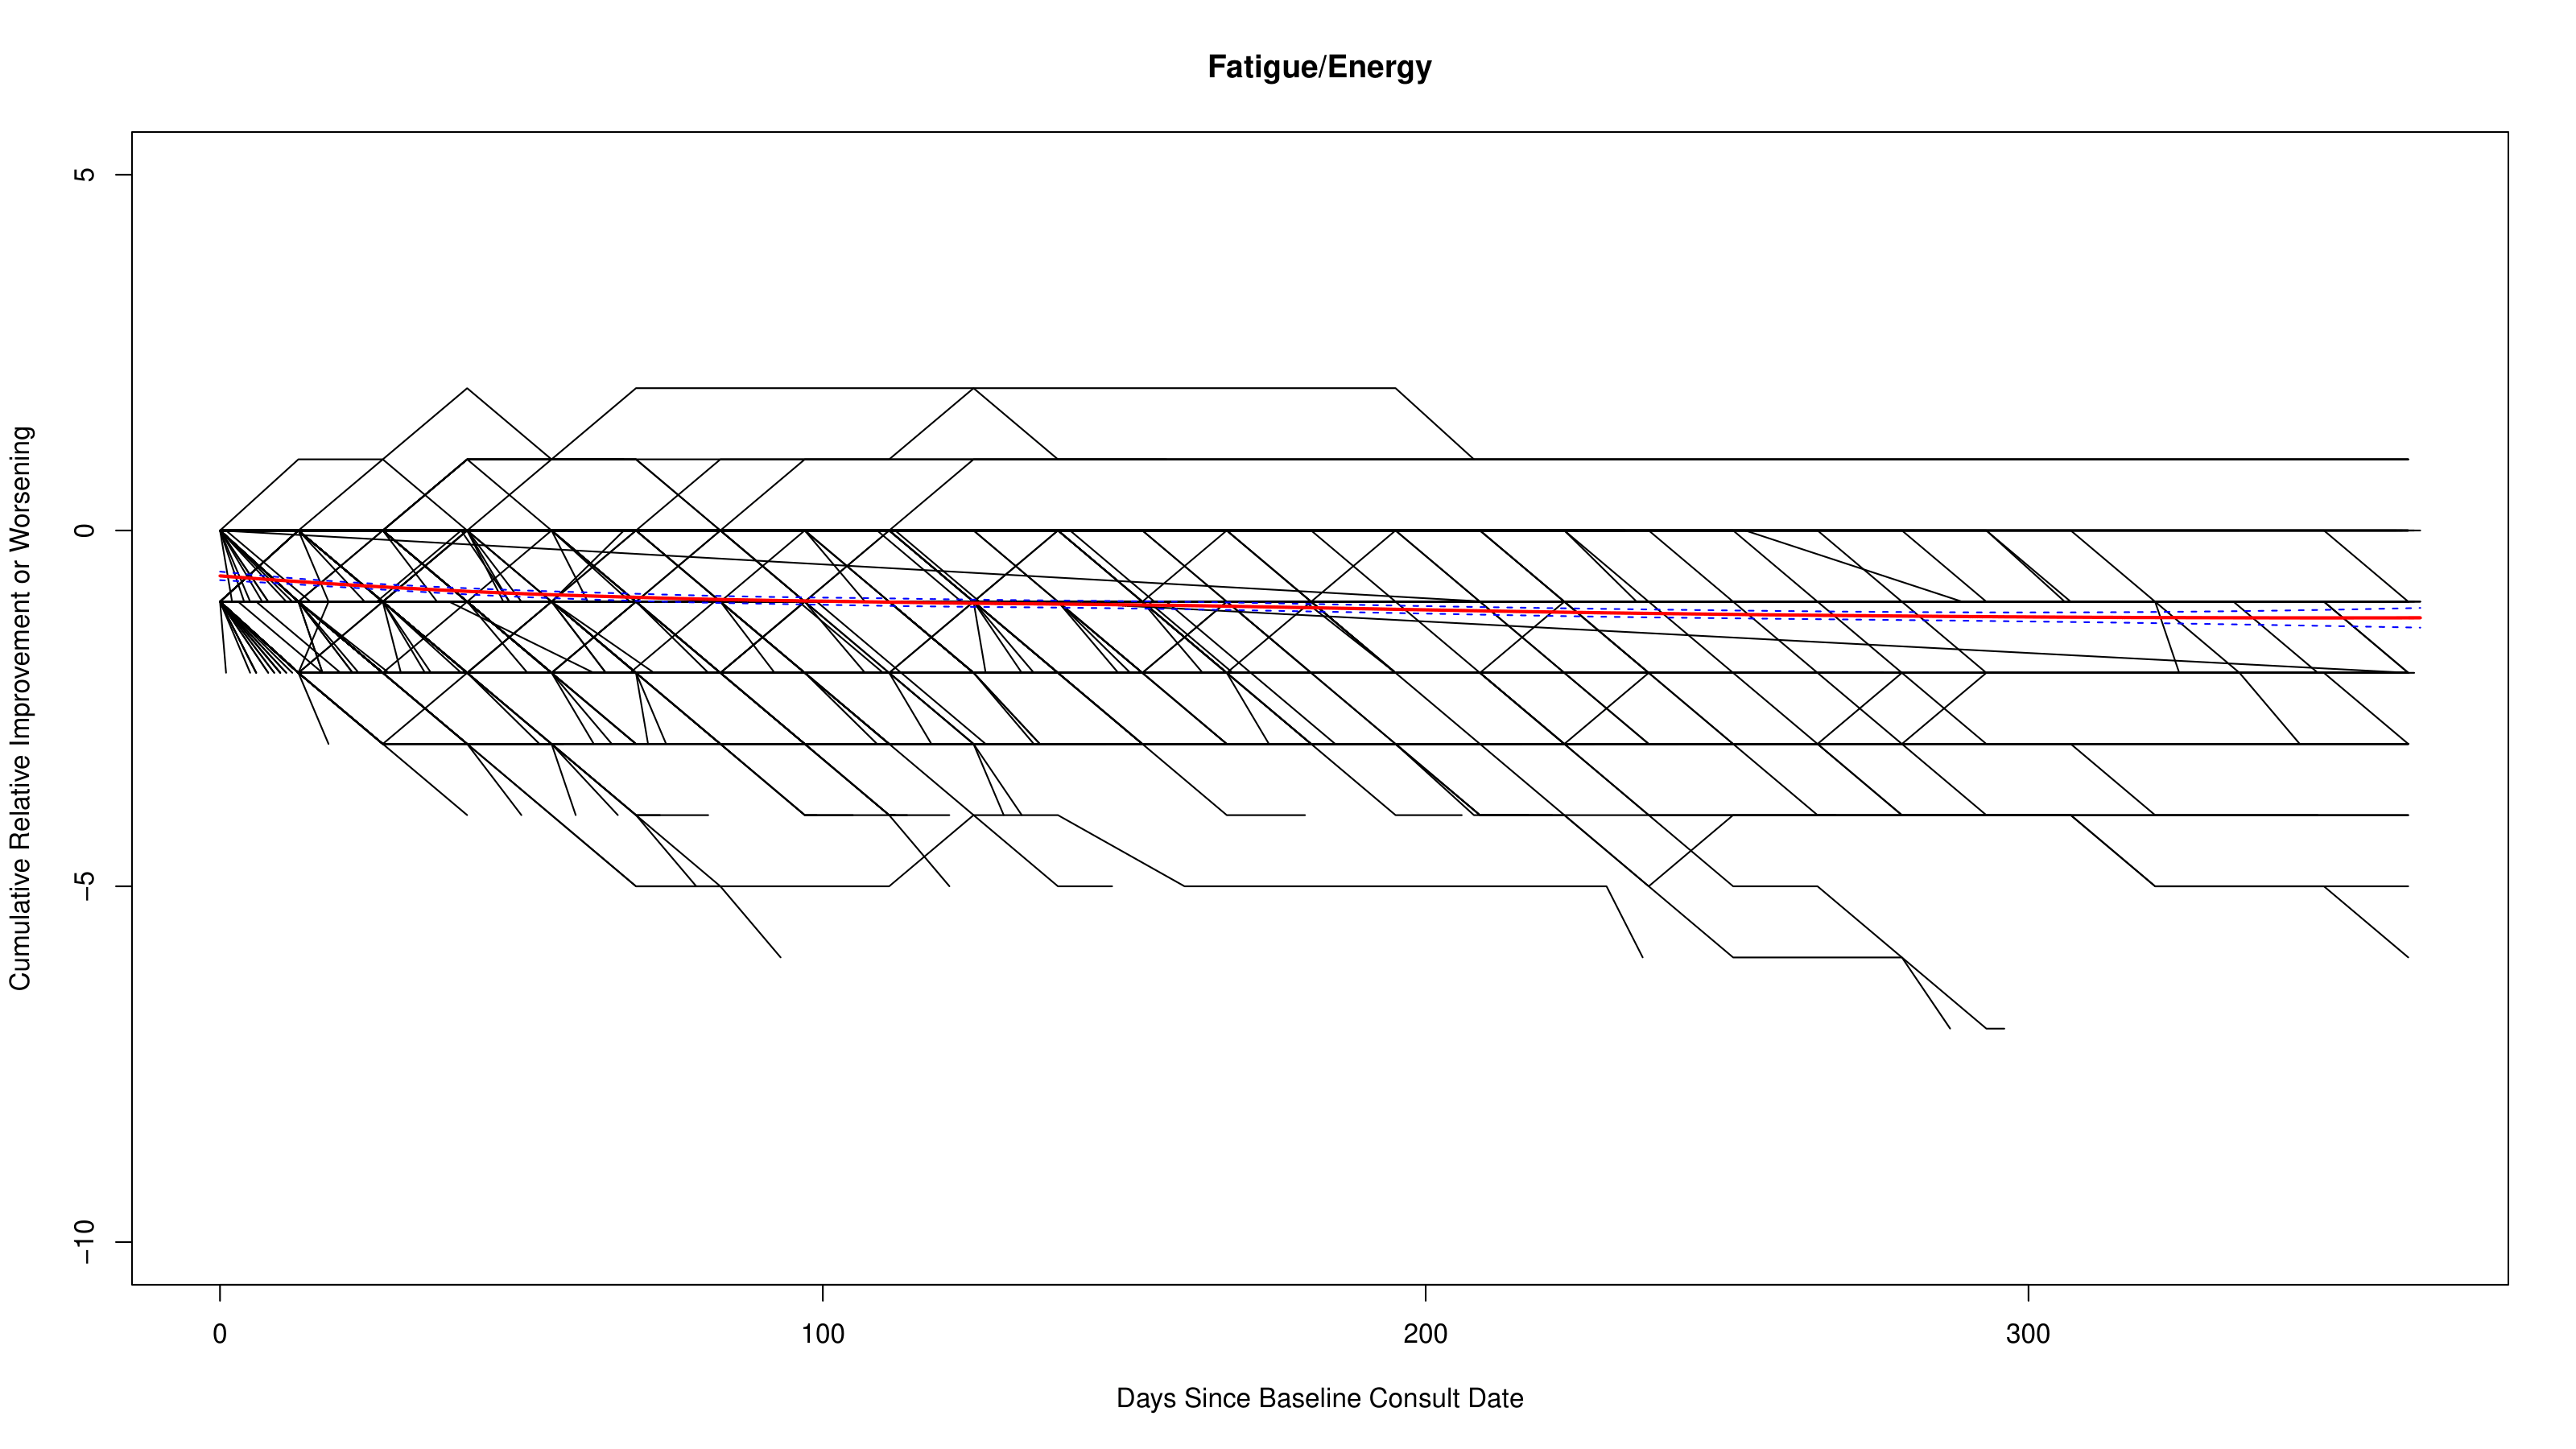 Fatigue/Energy
Cumulative Relative Improvement or Worsening
5
0
−5
−10
0 100 200 300
Days Since Baseline Consult Date